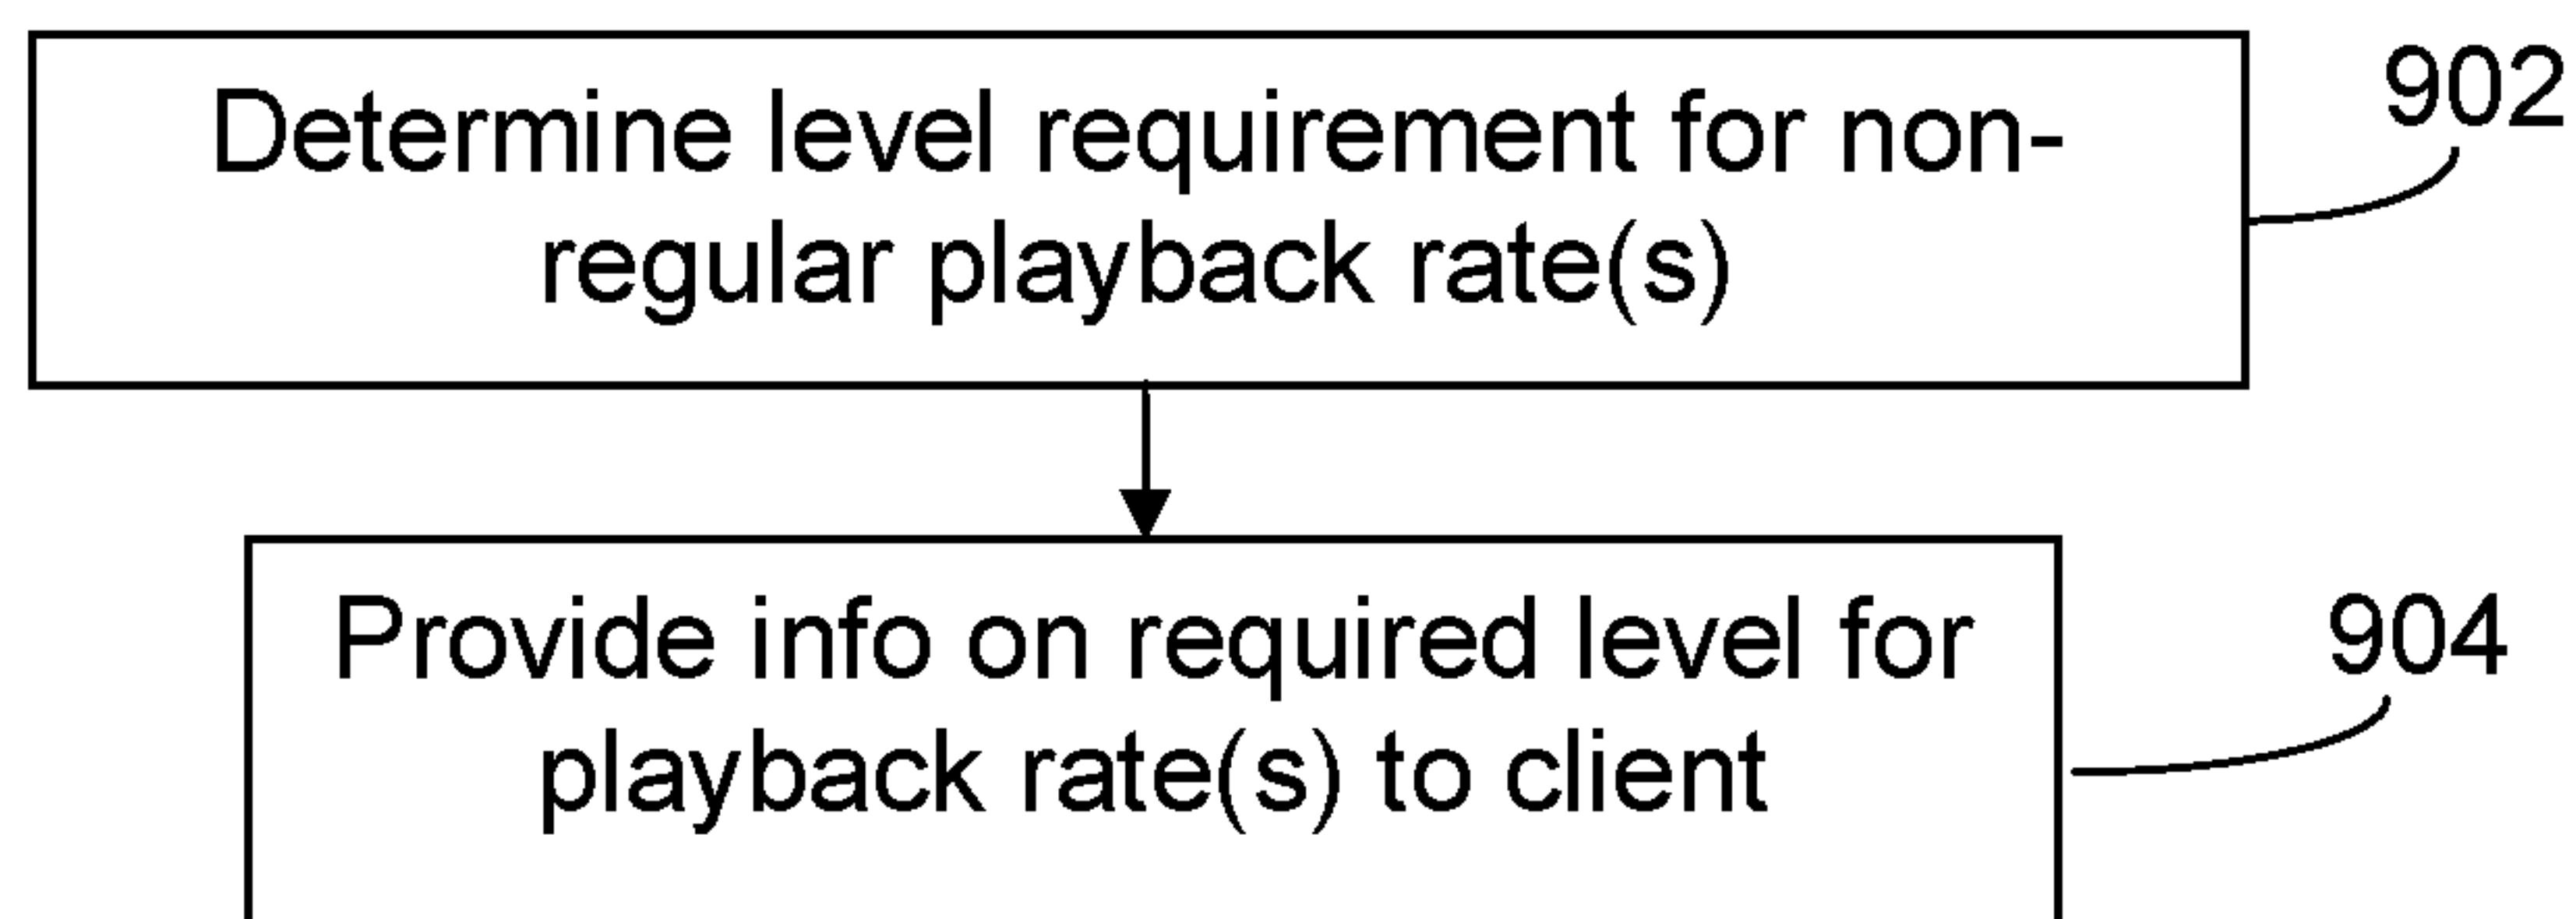 Determine level requirement for non-
regular playback rate(s)
902
Provide info on required level for
playback rate(s) to client
904